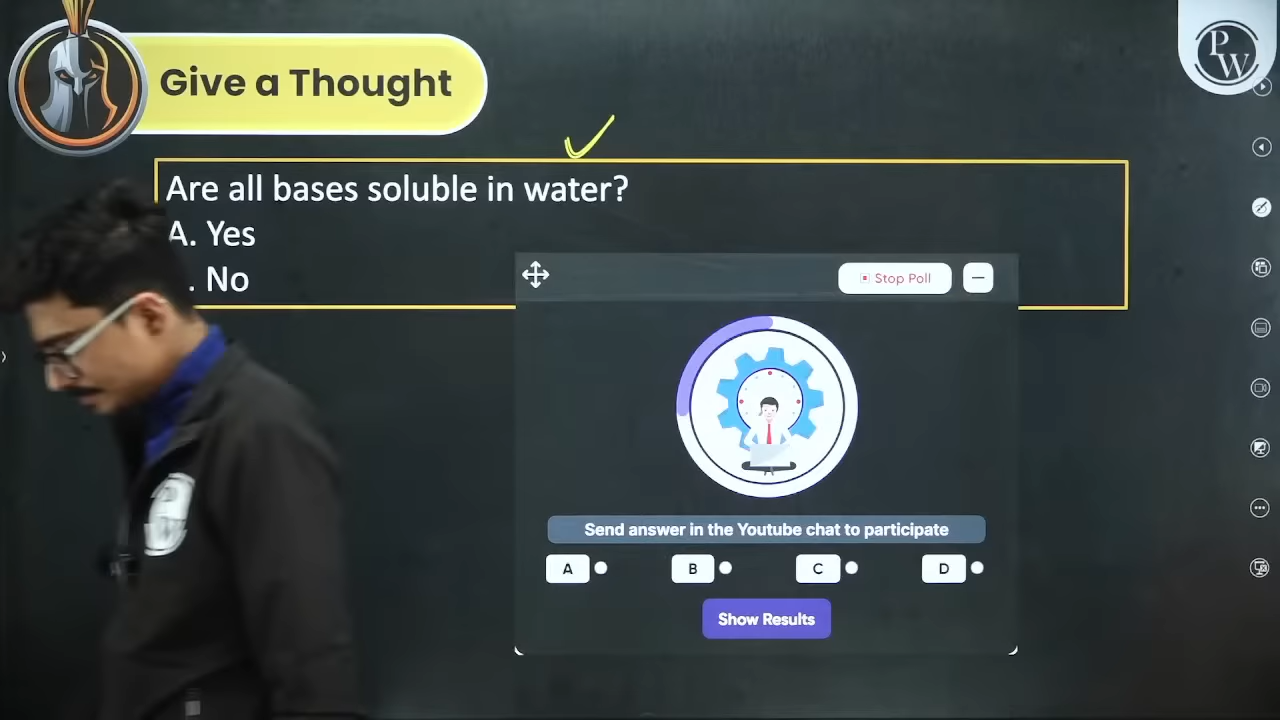 Give a Thought
P
W
Are all bases soluble in water?
A. Yes
. No
Stop Poll
Send answer in the Youtube chat to participate
A
B
C
D
Show Results